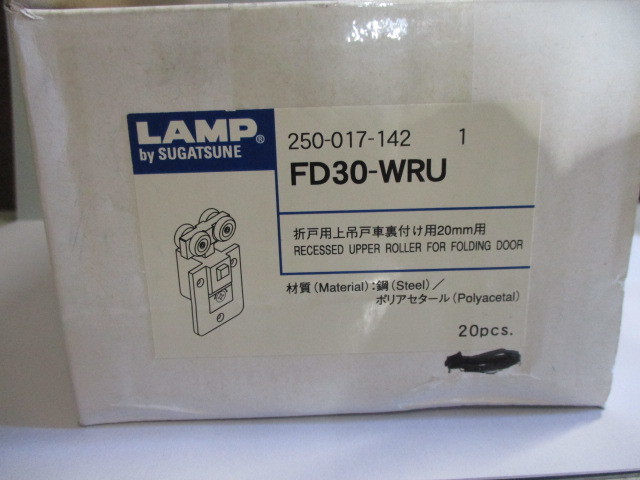 LAMP®
by SUGATSUNE
250-017-142 1
FD30-WRU
折戸用上吊戸車裏付け用20mm用
RECESSED UPPER ROLLER FOR FOLDING DOOR
材質(Material):鋼(Steel)/
ポリアセタール(Polyacetal)
20pcs.